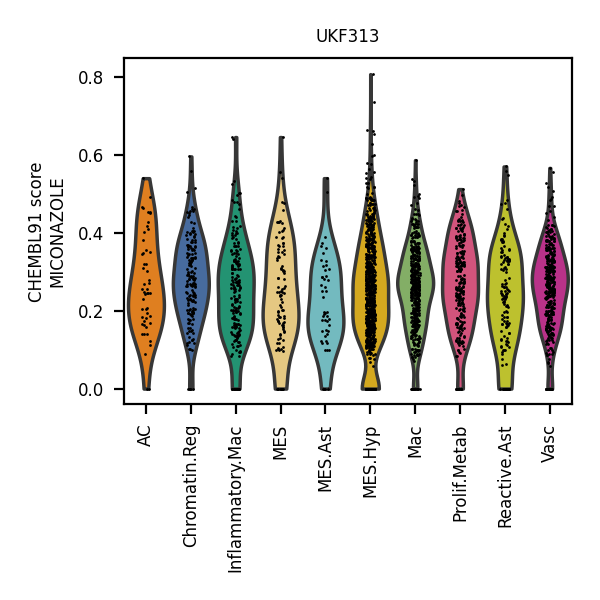 UKF313
CHEMBL91 score
MICONAZOLE
0.8
0.6
0.4
0.2
0.0
AC
Chromatin.Reg
Inflammatory.Mac
MES
MES.Ast
MES.Hyp
Mac
Prolif.Metab
Reactive.Ast
Vasc